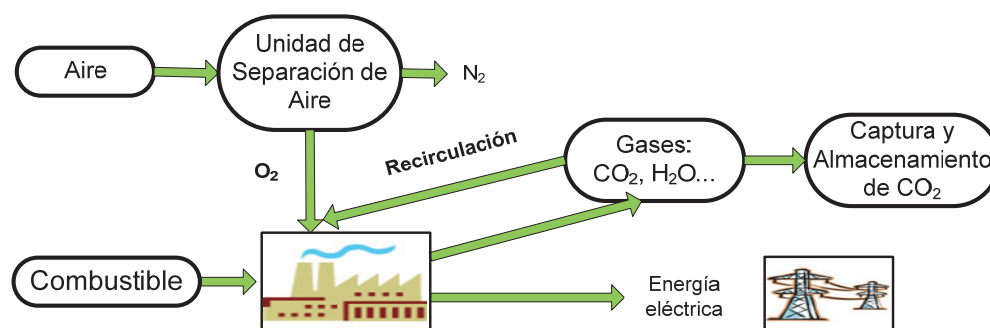 Aire
Unidad de
Separación de
Aire
N₂
O₂
Recirculación
Gases:
CO₂, H₂O...
Captura y
Almacenamiento
de CO₂
Combustible
Energía
eléctrica